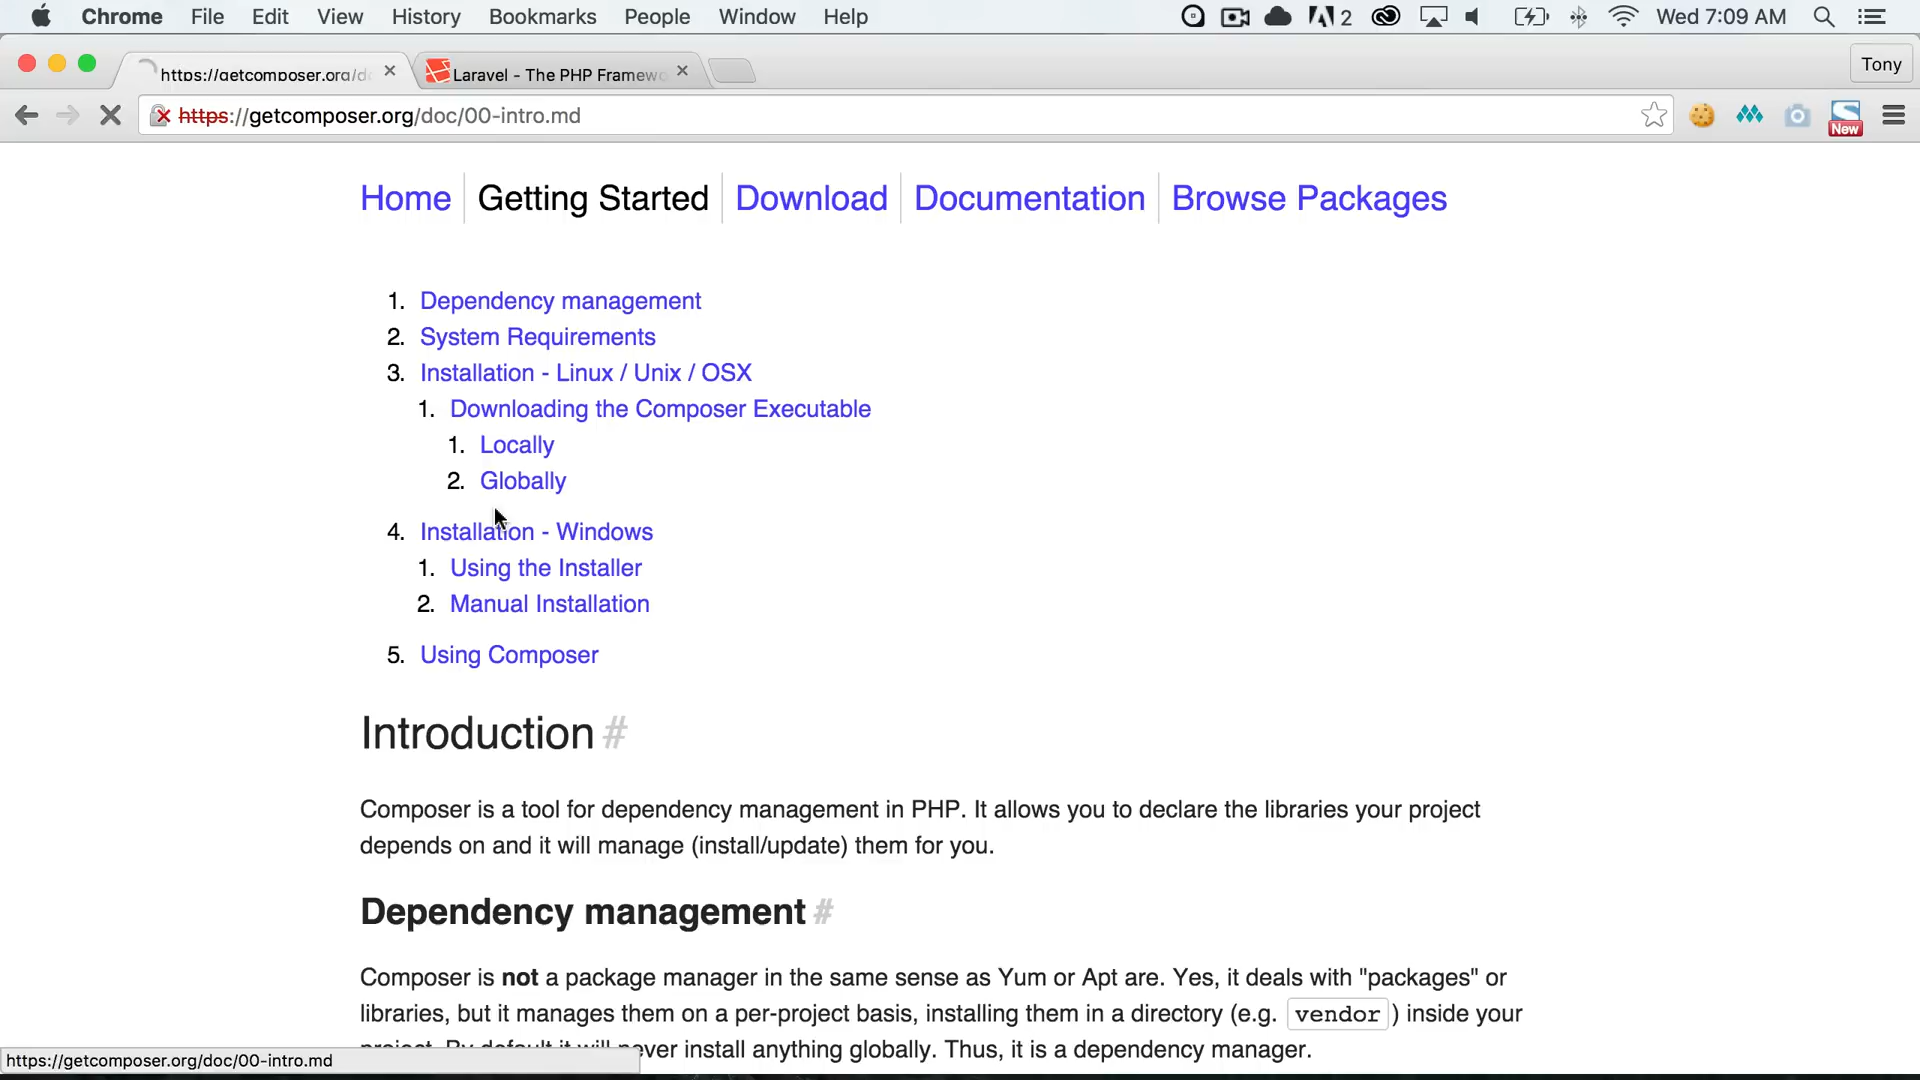 Chrome File Edit View History Bookmarks People Window Help 2 Wed 7:09 AM
https://getcomposer.org/d Laravel - The PHP Framewo Tony
https://getcomposer.org/doc/00-intro.md New
Home Getting Started Download Documentation Browse Packages
1. Dependency management
2. System Requirements
3. Installation - Linux / Unix / OSX
1. Downloading the Composer Executable
1. Locally
2. Globally
4. Installation - Windows
1. Using the Installer
2. Manual Installation
5. Using Composer
Introduction #
Composer is a tool for dependency management in PHP. It allows you to declare the libraries your project
depends on and it will manage (install/update) them for you.
Dependency management #
Composer is not a package manager in the same sense as Yum or Apt are. Yes, it deals with "packages" or
libraries, but it manages them on a per-project basis, installing them in a directory (e.g. vendor ) inside your
project. By default it will never install anything globally. Thus, it is a dependency manager.
https://getcomposer.org/doc/00-intro.md